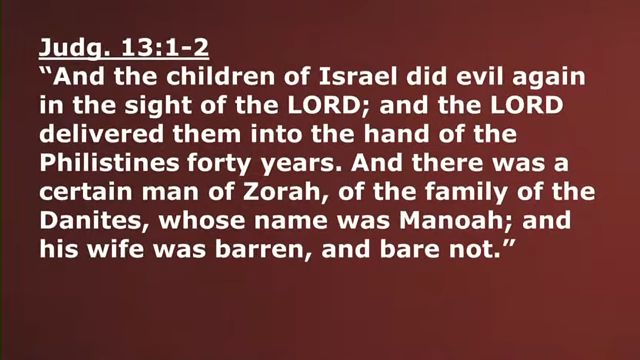 Judg. 13:1-2
“And the children of Israel did evil again
in the sight of the LORD; and the LORD
delivered them into the hand of the
Philistines forty years. And there was a
certain man of Zorah, of the family of the
Danites, whose name was Manoah; and
his wife was barren, and bare not.”